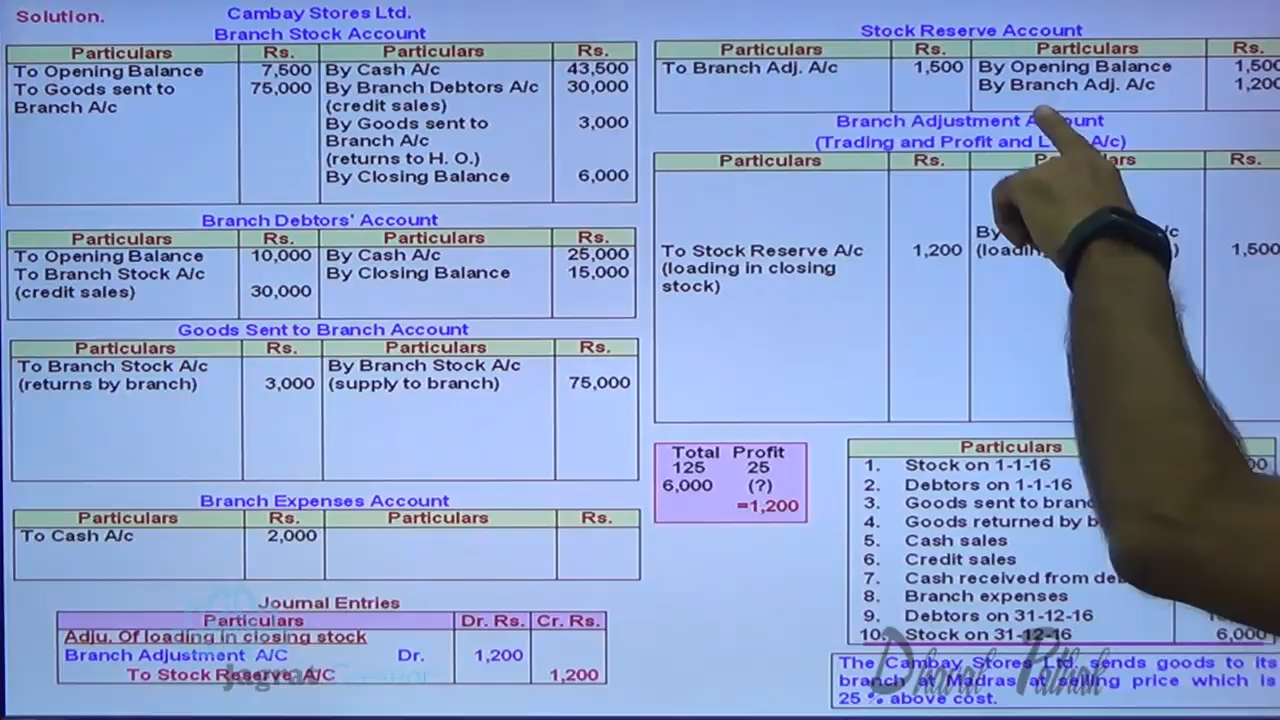 Solution.
Cambay Stores Ltd.
Branch Stock Account
Particulars Rs. Particulars Rs.
To Opening Balance 7,500 By Cash A/c 43,500
To Goods sent to 75,000 By Branch Debtors A/c 30,000
Branch A/c (credit sales)
By Goods sent to 3,000
Branch A/c
(returns to H. O.)
By Closing Balance 6,000
Branch Debtors' Account
Particulars Rs. Particulars Rs.
To Opening Balance 10,000 By Cash A/c 25,000
To Branch Stock A/c By Closing Balance 15,000
(credit sales) 30,000
Goods Sent to Branch Account
Particulars Rs. Particulars Rs.
To Branch Stock A/c By Branch Stock A/c
(returns by branch) 3,000 (supply to branch) 75,000
Branch Expenses Account
Particulars Rs. Particulars Rs.
To Cash A/c 2,000
Journal Entries
Particulars Dr. Rs. Cr. Rs.
Adju. Of loading in closing stock
Branch Adjustment A/C Dr. 1,200
To Stock Reserve A/C 1,200
Jagrat
Stock Reserve Account
Particulars Rs. Particulars Rs.
To Branch Adj. A/c 1,500 By Opening Balance 1,500
By Branch Adj. A/c 1,200
Branch Adjustment
(Trading and Profit and A/c)
Particulars Rs. Rs.
By
To Stock Reserve A/c 1,200 1,500
(loading in closing
stock)
Total Profit
125 25
6,000 (?)
=1,200
Particulars
1. Stock on 1-1-16
2. Debtors on 1-1-16
3. Goods sent to
4. Goods returned by
5. Cash sales
6. Credit sales
7. Cash received from
8. Branch expenses
9. Debtors on 31-12-16
10. Stock on 31-12-16 6,000
The Cambay Stores Ltd. sends goods to its
branch at Madras at selling price which is
25 % above cost.
Dharal Pathak